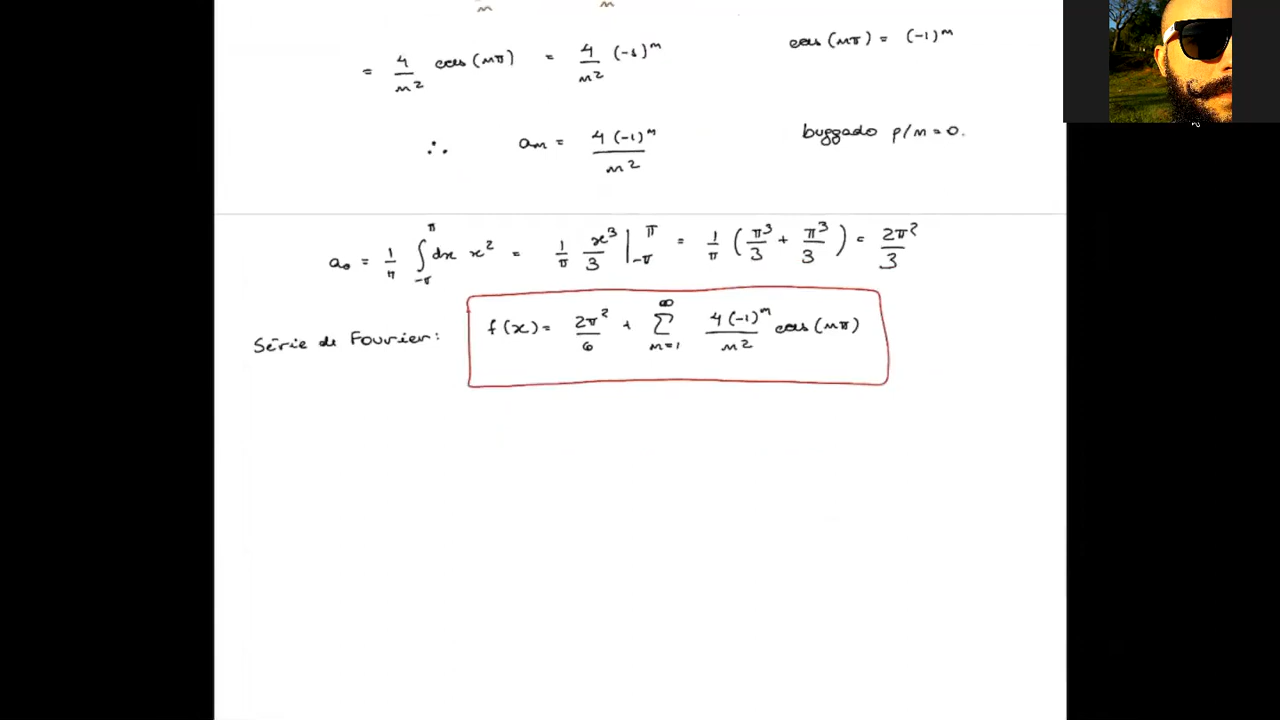 m m
= 4/m² cos(mπ) = 4/m² (-1)^m cos(mπ) = (-1)^m
∴ am = 4(-1)^m / m² buggado p/ m=0.
a₀ = 1/π ∫_{-π}^{π} dx x² = 1/π x³/3 |_{-π}^{π} = 1/π (π³/3 + π³/3) = 2π²/3
Série de Fourier: f(x) = 2π²/6 + Σ_{m=1}^{∞} 4(-1)^m/m² cos(mπ)